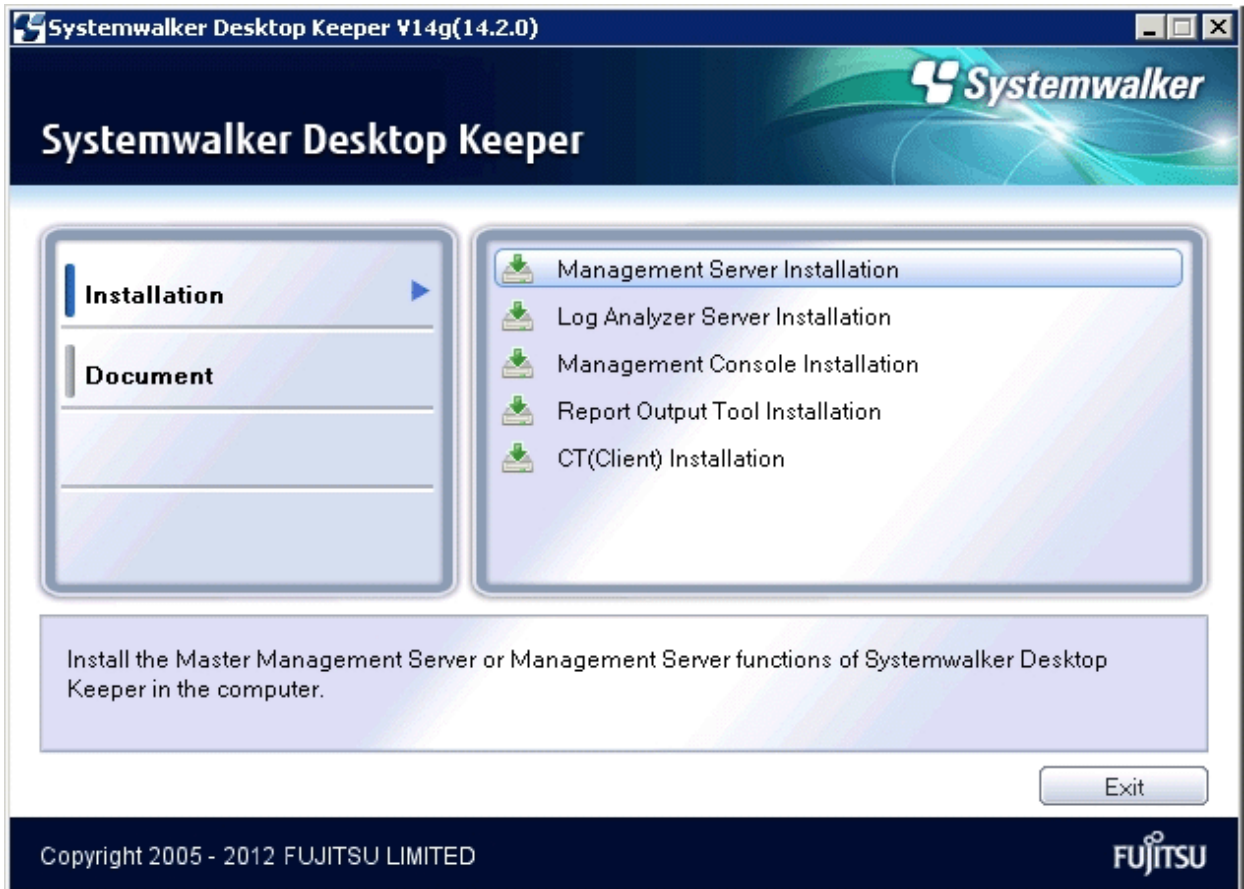 Systemwalker Desktop Keeper V14g(14.2.0)
Systemwalker
Systemwalker Desktop Keeper
Installation
Document
Management Server Installation
Log Analyzer Server Installation
Management Console Installation
Report Output Tool Installation
CT(Client) Installation
Install the Master Management Server or Management Server functions of Systemwalker Desktop
Keeper in the computer.
Exit
Copyright 2005 - 2012 FUJITSU LIMITED
FUJITSU